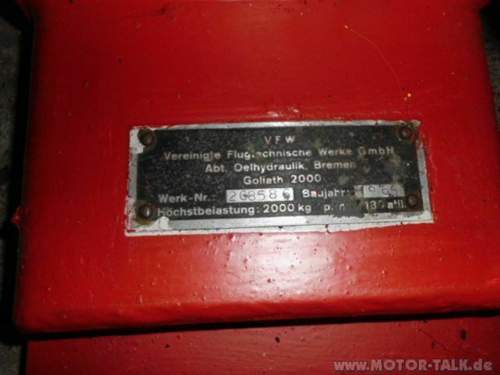 VFW
Vereinigte Flugtechnische Werke GmbH
Abt. Oelhydraulik, Bremen
Goliath 2000
Werk-Nr.: Baujahr:
Höchstbelastung: 2000 kg
www.MOTOR-TALK.de